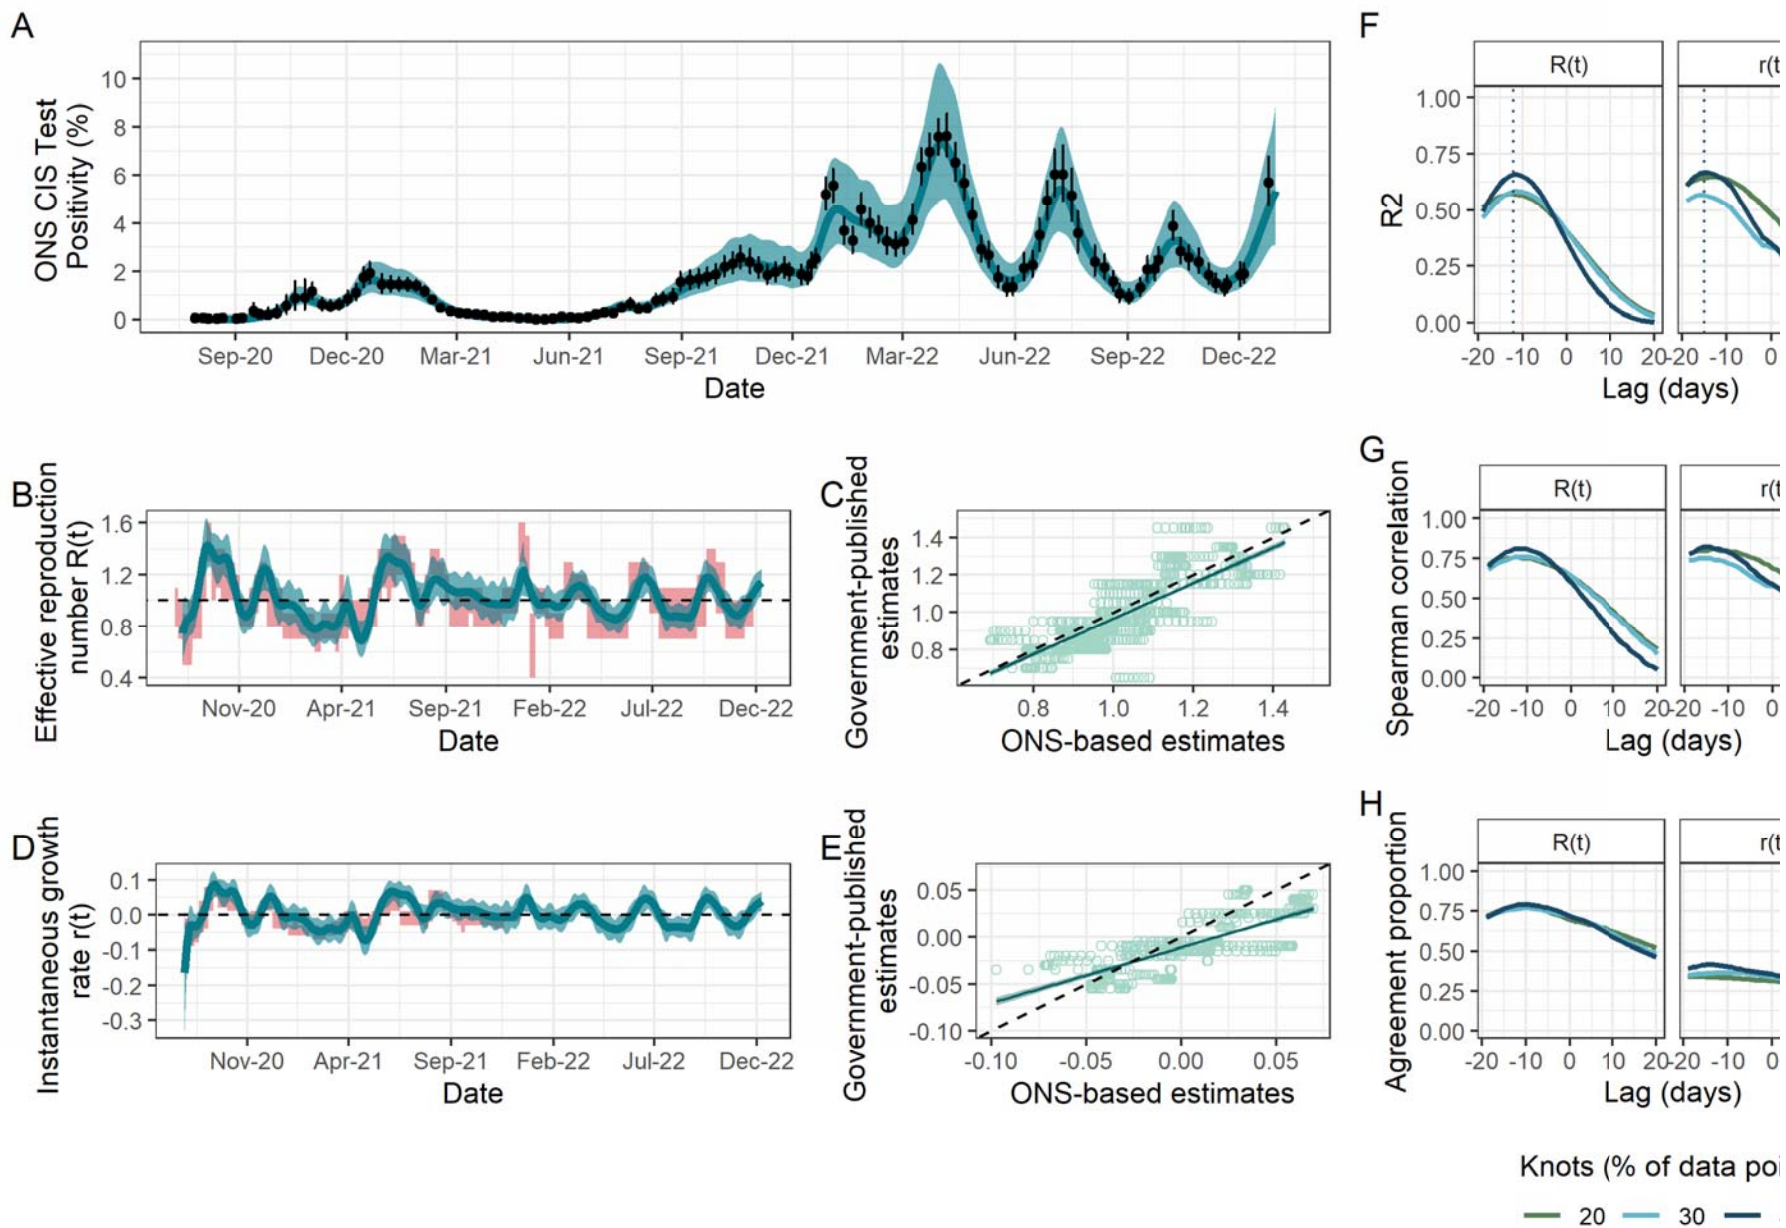 A
ONS CIS Test
Positivity (%)
10
8
6
4
2
0
Sep-20 Dec-20 Mar-21 Jun-21 Sep-21 Dec-21 Mar-22 Jun-22 Sep-22 Dec-22
Date
B
Effective reproduction
number R(t)
1.6
1.2
0.8
0.4
Nov-20 Apr-21 Sep-21 Feb-22 Jul-22 Dec-22
Date
C
Government-published
estimates
1.4
1.2
1.0
0.8
0.8 1.0 1.2 1.4
ONS-based estimates
D
Instantaneous growth
rate r(t)
0.1
0.0
-0.1
-0.2
-0.3
Nov-20 Apr-21 Sep-21 Feb-22 Jul-22 Dec-22
Date
E
Government-published
estimates
0.05
0.00
-0.05
-0.10
-0.10 -0.05 0.00 0.05
ONS-based estimates
F
R(t) r(t
R2
1.00
0.75
0.50
0.25
0.00
-20 -10 0 10 20 -20 -10 0
Lag (days)
G
R(t) r(t
Spearman correlation
1.00
0.75
0.50
0.25
0.00
-20 -10 0 10 20 -20 -10 0
Lag (days)
H
R(t) r(t
Agreement proportion
1.00
0.75
0.50
0.25
0.00
-20 -10 0 10 20 -20 -10 0
Lag (days)
Knots (% of data poi
20 30